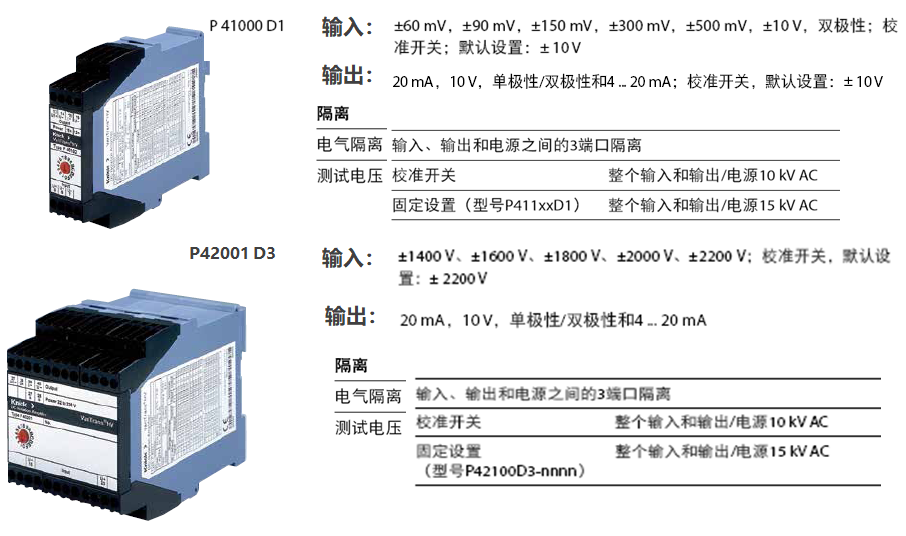 P 41000 D1
输入： ±60 mV，±90 mV，±150 mV，±300 mV，±500 mV，±10 V，双极性；校
准开关；默认设置：± 10 V
输出： 20 mA，10 V，单极性/双极性和4 ... 20 mA；校准开关，默认设置：± 10 V
隔离
电气隔离 输入、输出和电源之间的3端口隔离
测试电压 校准开关 整个输入和输出/电源10 kV AC
固定设置（型号P411xxD1） 整个输入和输出/电源15 kV AC
Knick >
P42001 D3
输入： ±1400 V、±1600 V、±1800 V、±2000 V、±2200 V；校准开关，默认设
置：± 2200 V
输出： 20 mA，10 V，单极性/双极性和4 ... 20 mA
隔离
电气隔离 输入、输出和电源之间的3端口隔离
测试电压 校准开关 整个输入和输出/电源10 kV AC
固定设置 整个输入和输出/电源15 kV AC
（型号P42100D3-nnnn）
Output
Knick >
Input